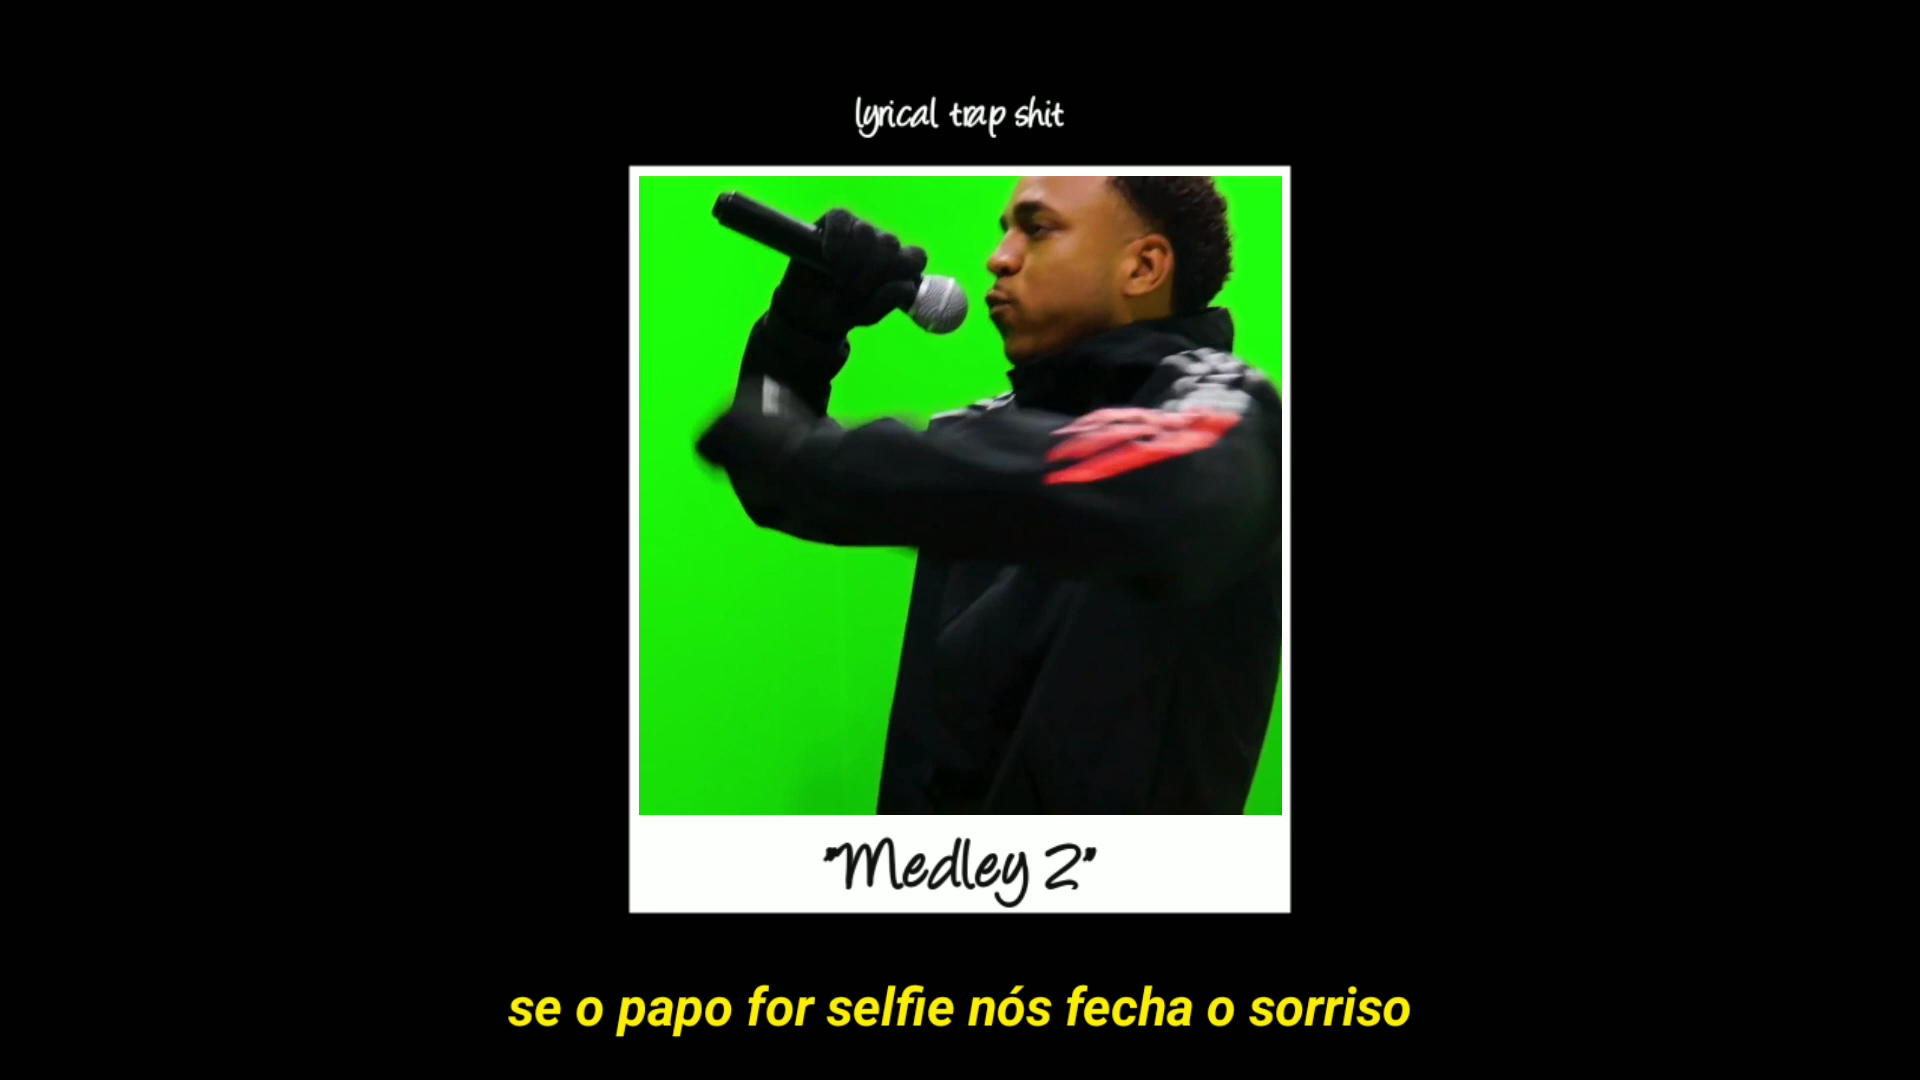 lyrical trap shit
"Medley 2"
se o papo for selfie nós fecha o sorriso